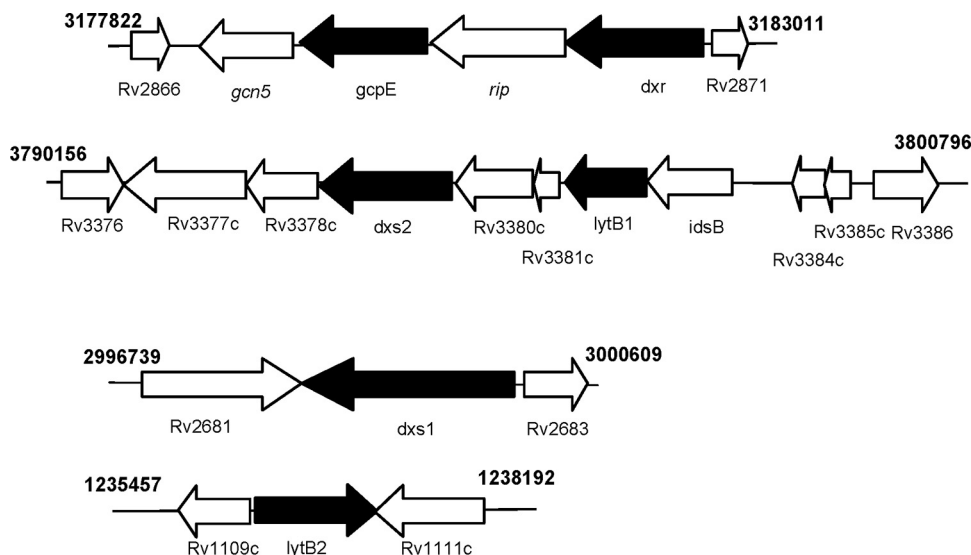 3177822 3183011
Rv2866 gcn5 gcpE rip dxr Rv2871
3790156 3800796
Rv3376 Rv3377c Rv3378c dxs2 Rv3380c Rv3381c lytB1 idsB Rv3384c Rv3385c Rv3386
2996739 3000609
Rv2681 dxs1 Rv2683
1235457 1238192
Rv1109c lytB2 Rv1111c